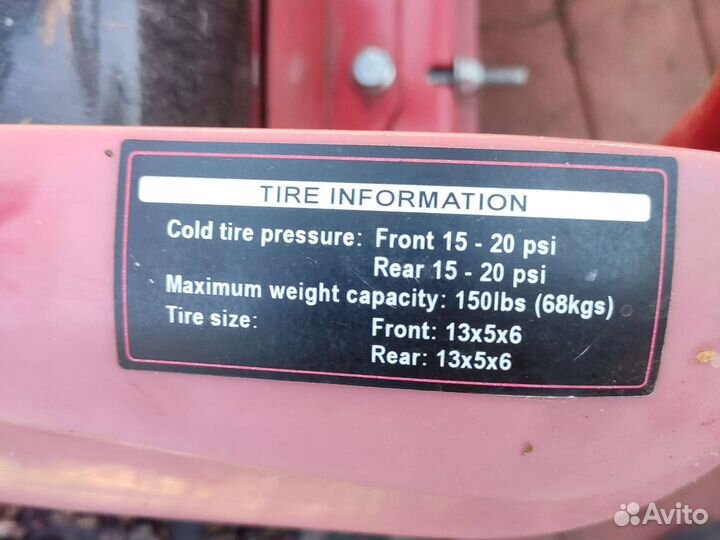 TIRE INFORMATION
Cold tire pressure: Front 15 - 20 psi
Rear 15 - 20 psi
Maximum weight capacity: 150lbs (68kgs)
Tire size: Front: 13x5x6
Rear: 13x5x6
Avito